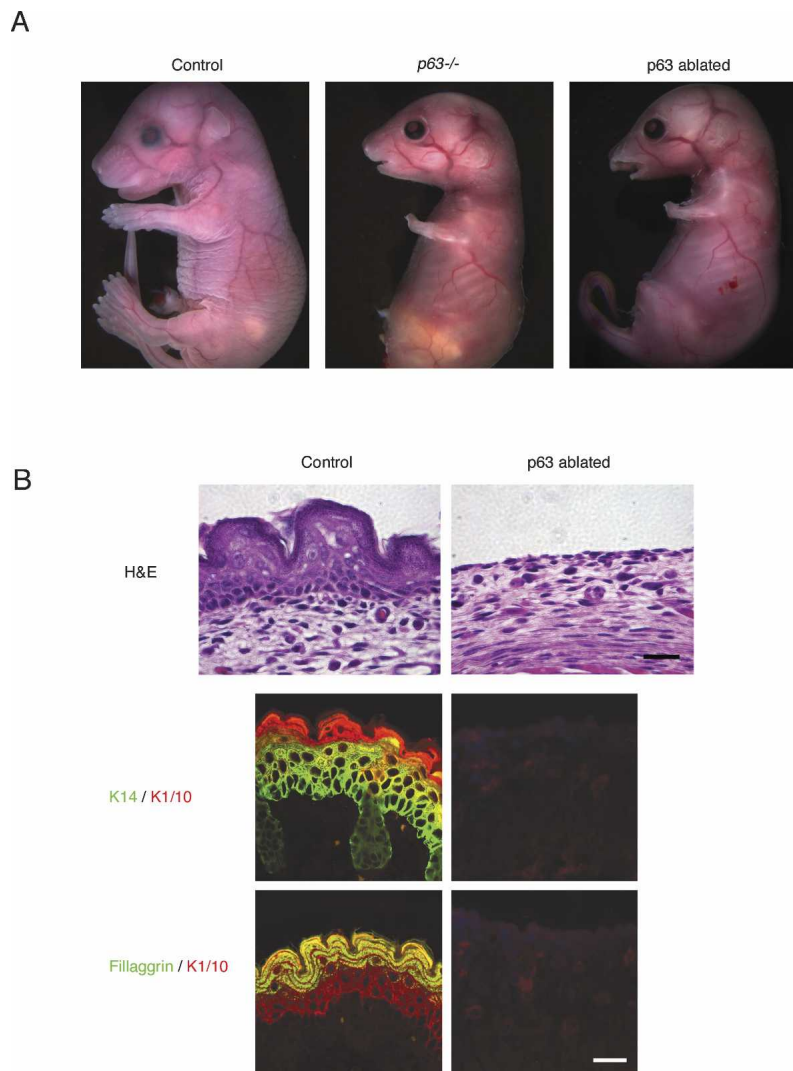 A
Control
p63-/-
p63 ablated
B
Control
p63 ablated
H&E
K14 / K1/10
Fillaggrin / K1/10